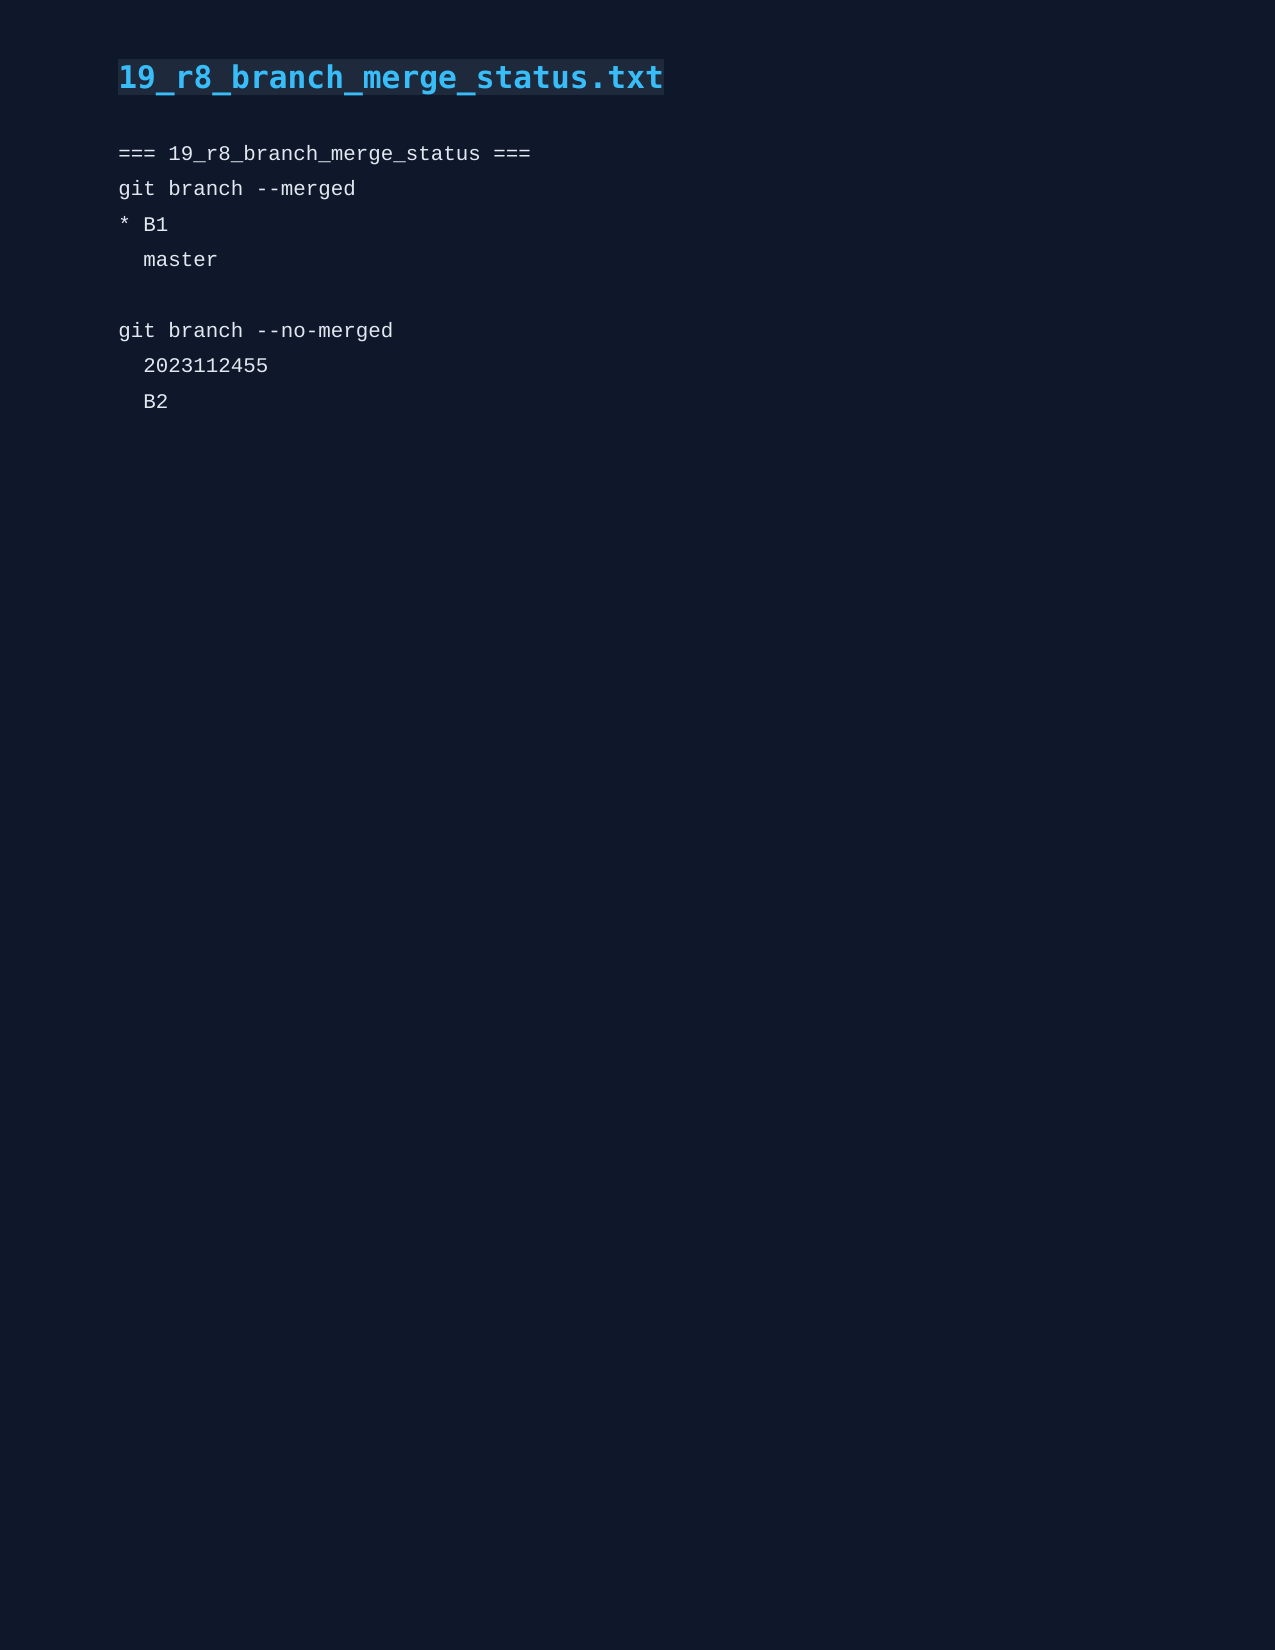 19_r8_branch_merge_status.txt
=== 19_r8_branch_merge_status ===
git branch --merged
* B1
  master
git branch --no-merged
  2023112455
  B2